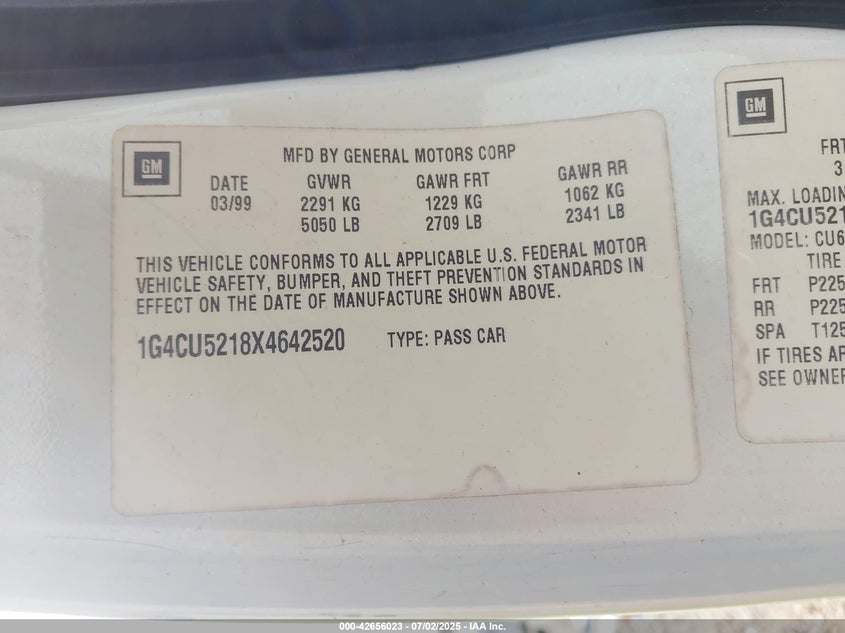 GM
MFD BY GENERAL MOTORS CORP
DATE GVWR GAWR FRT GAWR RR
03/99 2291 KG 1229 KG 1062 KG
5050 LB 2709 LB 2341 LB
THIS VEHICLE CONFORMS TO ALL APPLICABLE U.S. FEDERAL MOTOR
VEHICLE SAFETY, BUMPER, AND THEFT PREVENTION STANDARDS IN
EFFECT ON THE DATE OF MANUFACTURE SHOWN ABOVE.
1G4CU5218X4642520 TYPE: PASS CAR
GM
FRT
3
MAX. LOADIN
1G4CU521
MODEL: CU6
TIRE
FRT P225
RR P225
SPA T125
IF TIRES AR
SEE OWNER
000-42656023 - 07/02/2025 - IAA Inc.